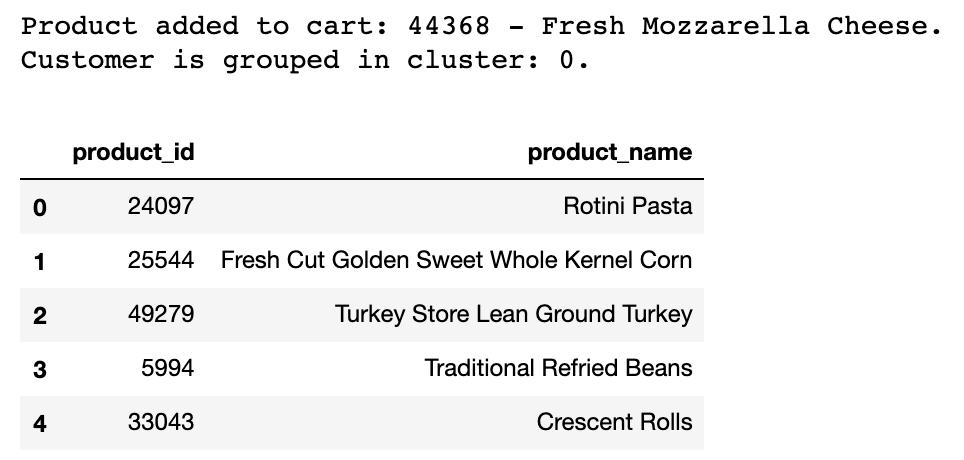 Product added to cart: 44368 – Fresh Mozzarella Cheese.
Customer is grouped in cluster: 0.
product_id product_name
0 24097 Rotini Pasta
1 25544 Fresh Cut Golden Sweet Whole Kernel Corn
2 49279 Turkey Store Lean Ground Turkey
3 5994 Traditional Refried Beans
4 33043 Crescent Rolls